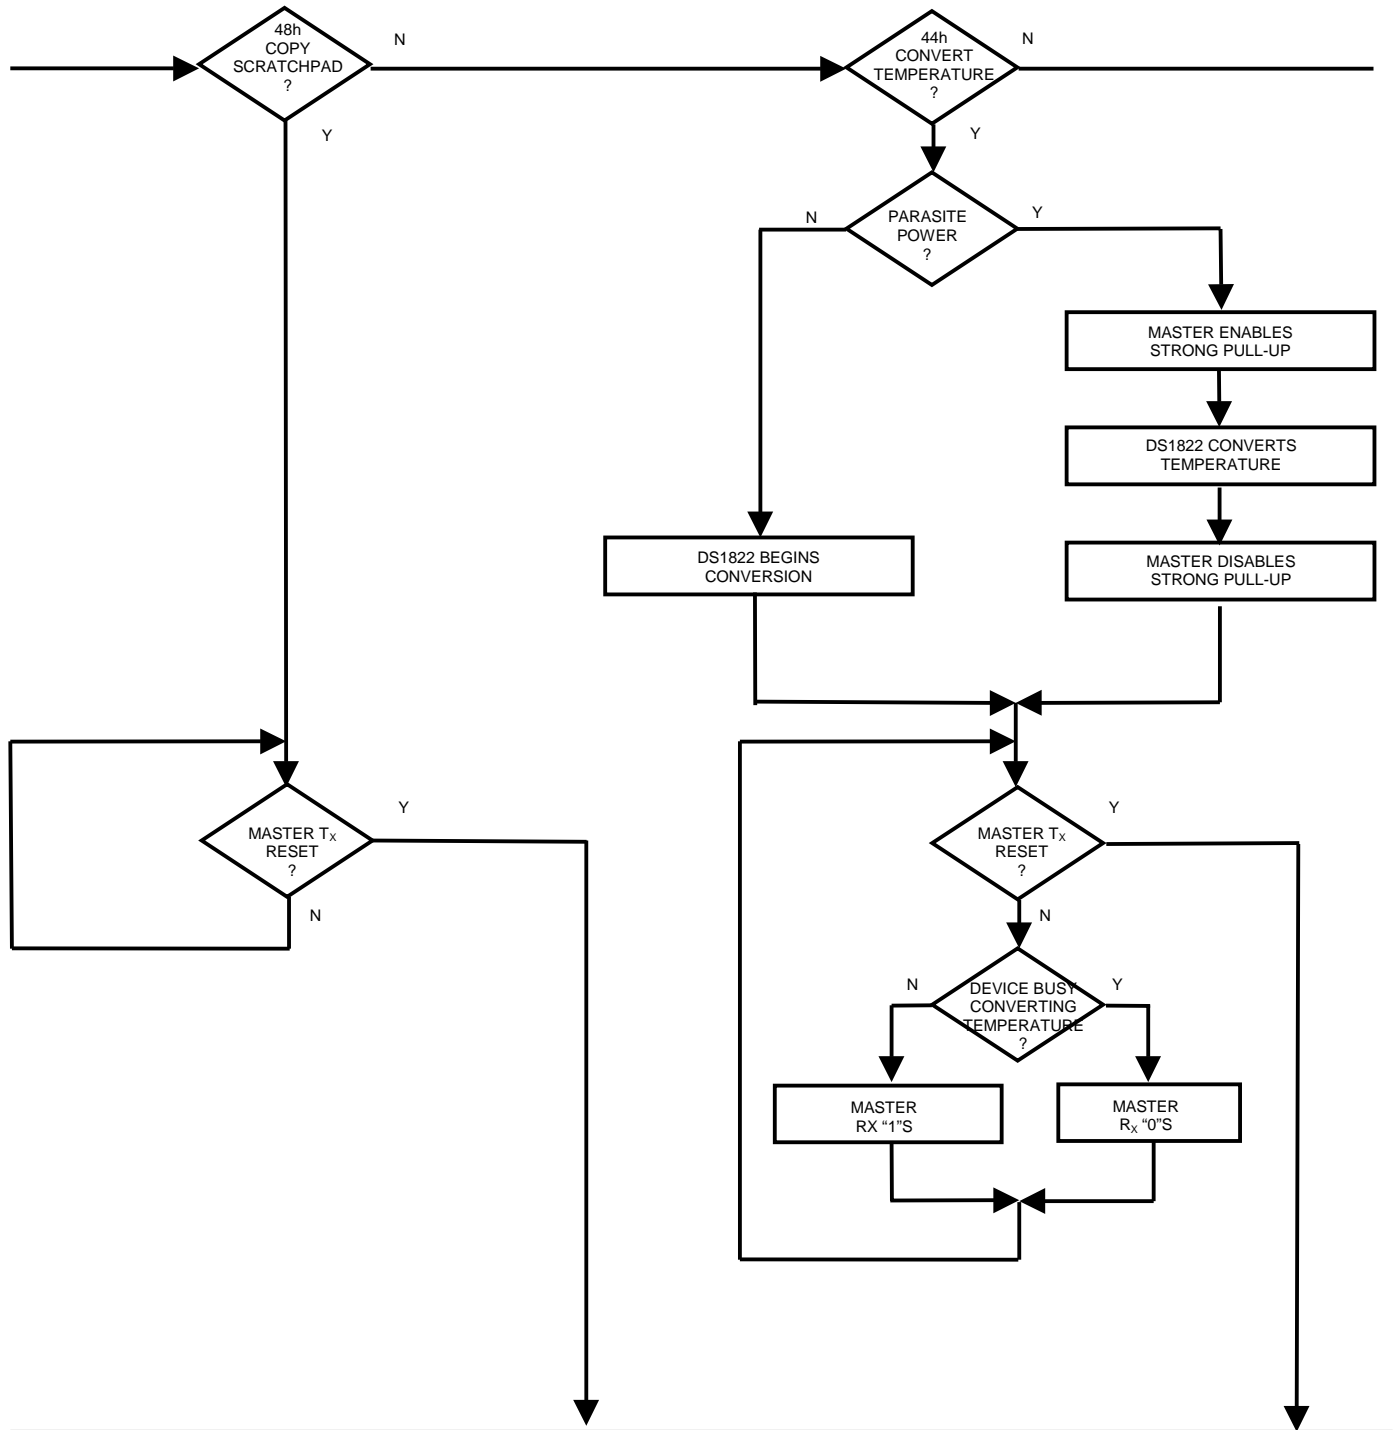 48h
COPY
SCRATCHPAD
?
N
Y
44h
CONVERT
TEMPERATURE
?
N
Y
PARASITE
POWER
?
N
Y
MASTER ENABLES
STRONG PULL-UP
DS1822 CONVERTS
TEMPERATURE
DS1822 BEGINS
CONVERSION
MASTER DISABLES
STRONG PULL-UP
MASTER TX
RESET
?
Y
N
MASTER TX
RESET
?
Y
N
DEVICE BUSY
CONVERTING
TEMPERATURE
?
N
Y
MASTER
RX “1”S
MASTER
RX “0”S